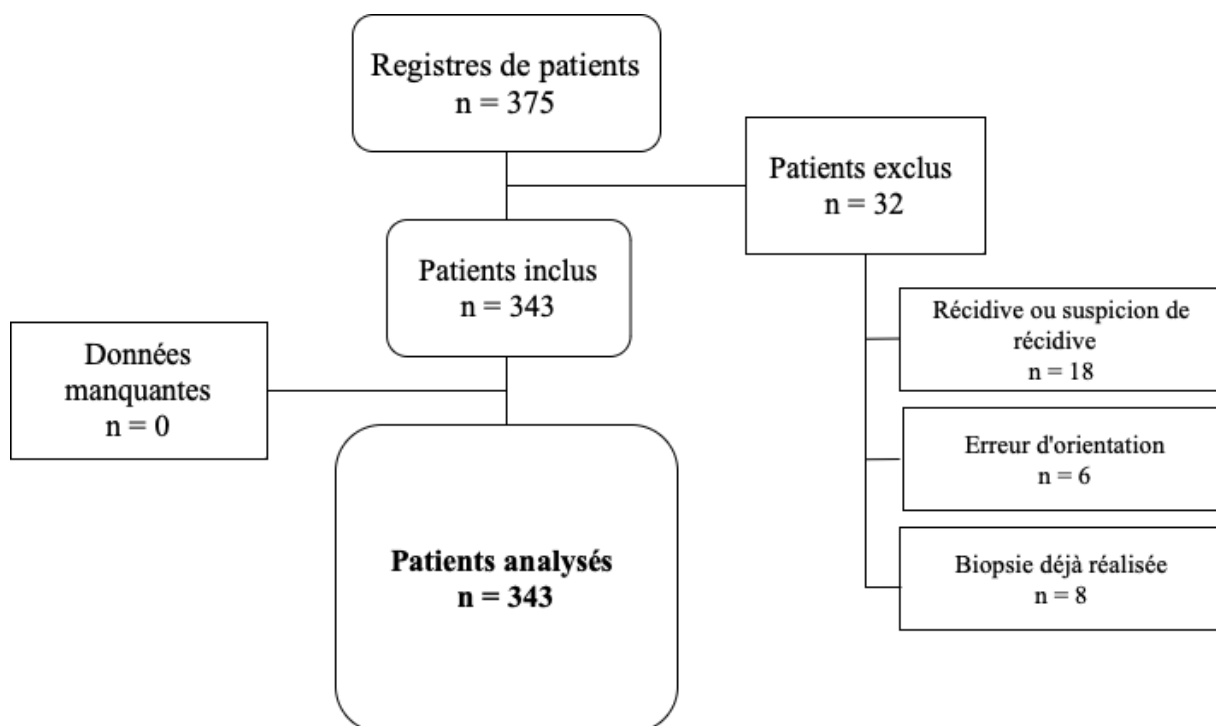 Registres de patients
n = 375
Patients exclus
n = 32
Patients inclus
n = 343
Récidive ou suspicion de
récidive
n = 18
Données
manquantes
n = 0
Erreur d'orientation
n = 6
Patients analysés
n = 343
Biopsie déjà réalisée
n = 8